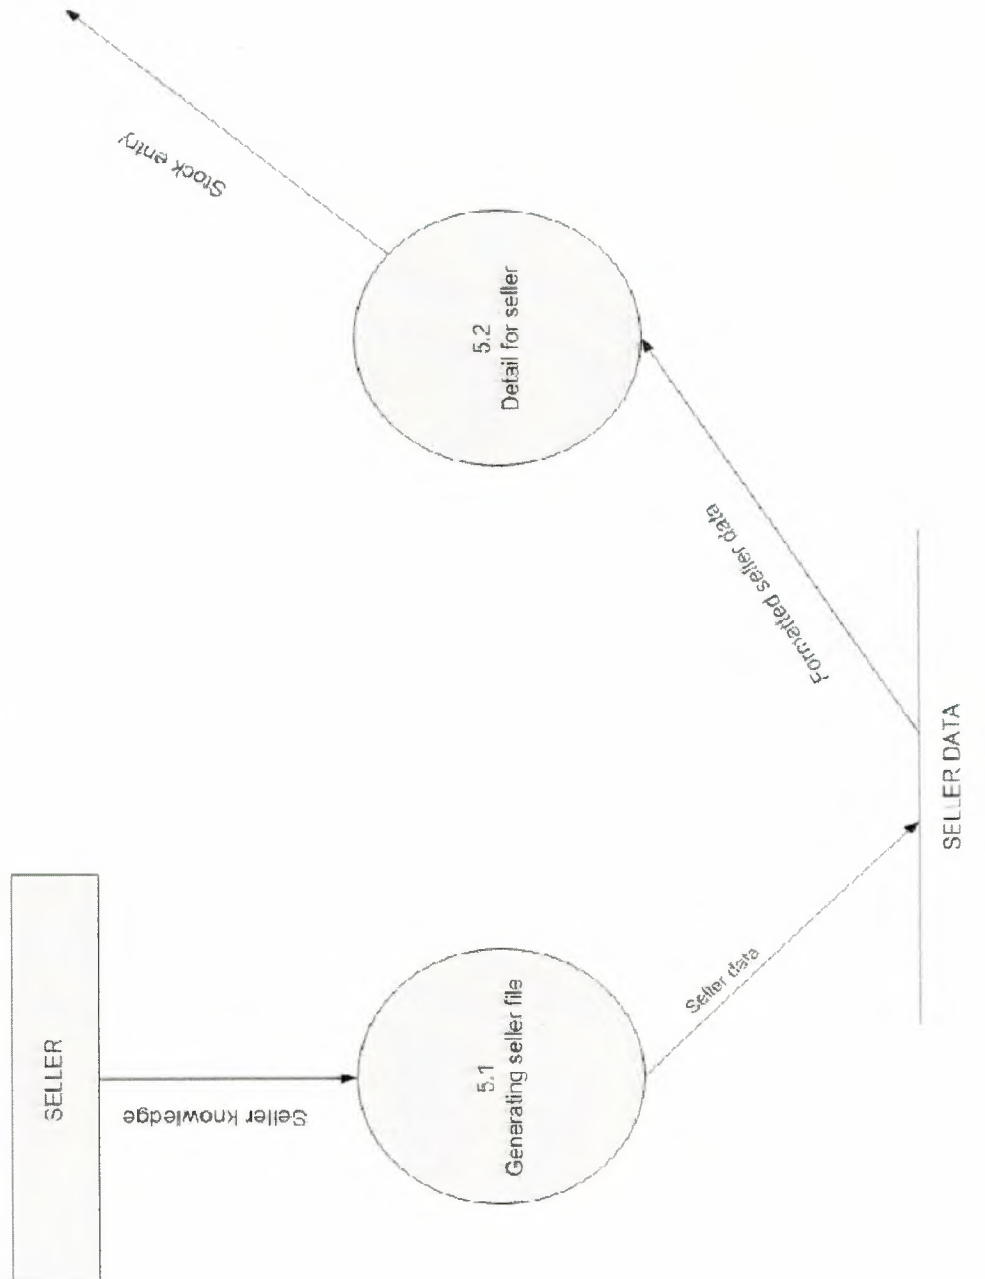 SELLER
Seller knowledge
5.1
Generating seller file
Seller data
SELLER DATA
Formatted seller data
5.2
Detail for seller
Stock entry